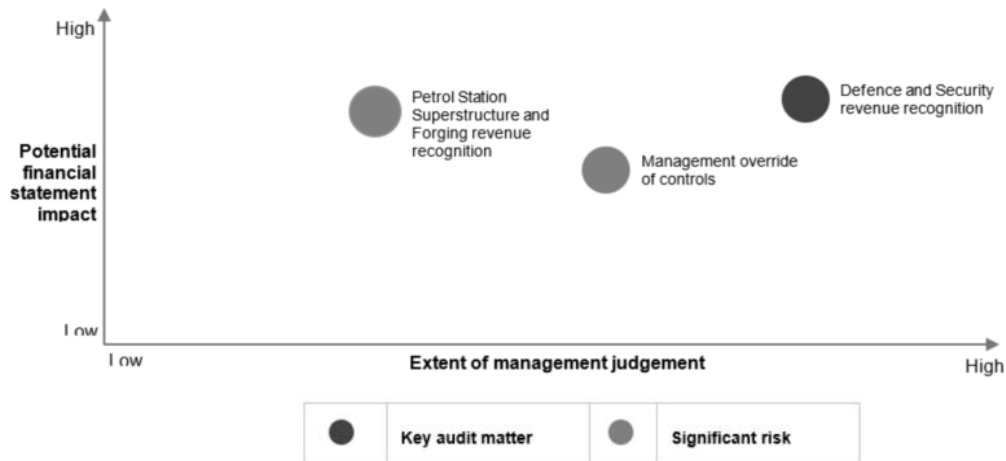 High
Petrol Station
Superstructure and
Forging revenue
recognition
Defence and Security
revenue recognition
Management override
of controls
Potential
financial
statement
impact
Low
Low
Extent of management judgement
High
Key audit matter
Significant risk